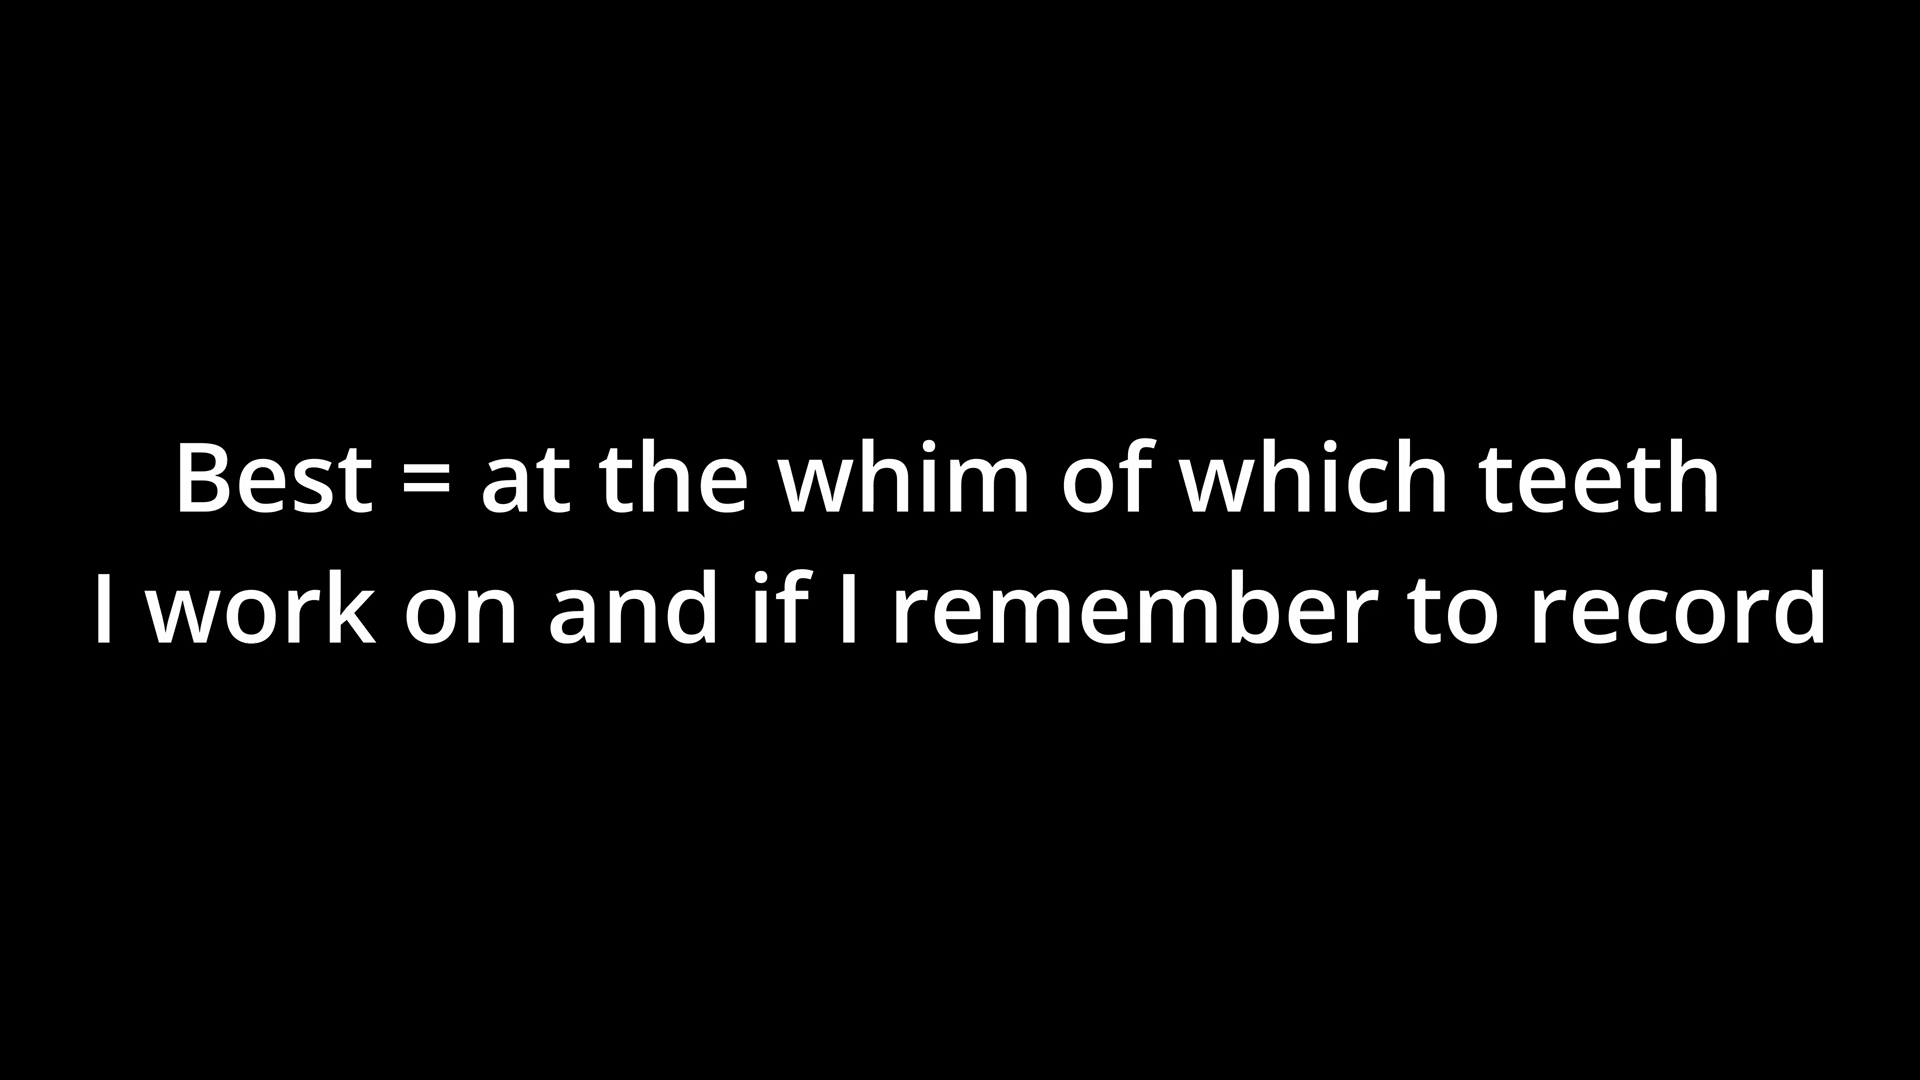 Best = at the whim of which teeth
I work on and if I remember to record